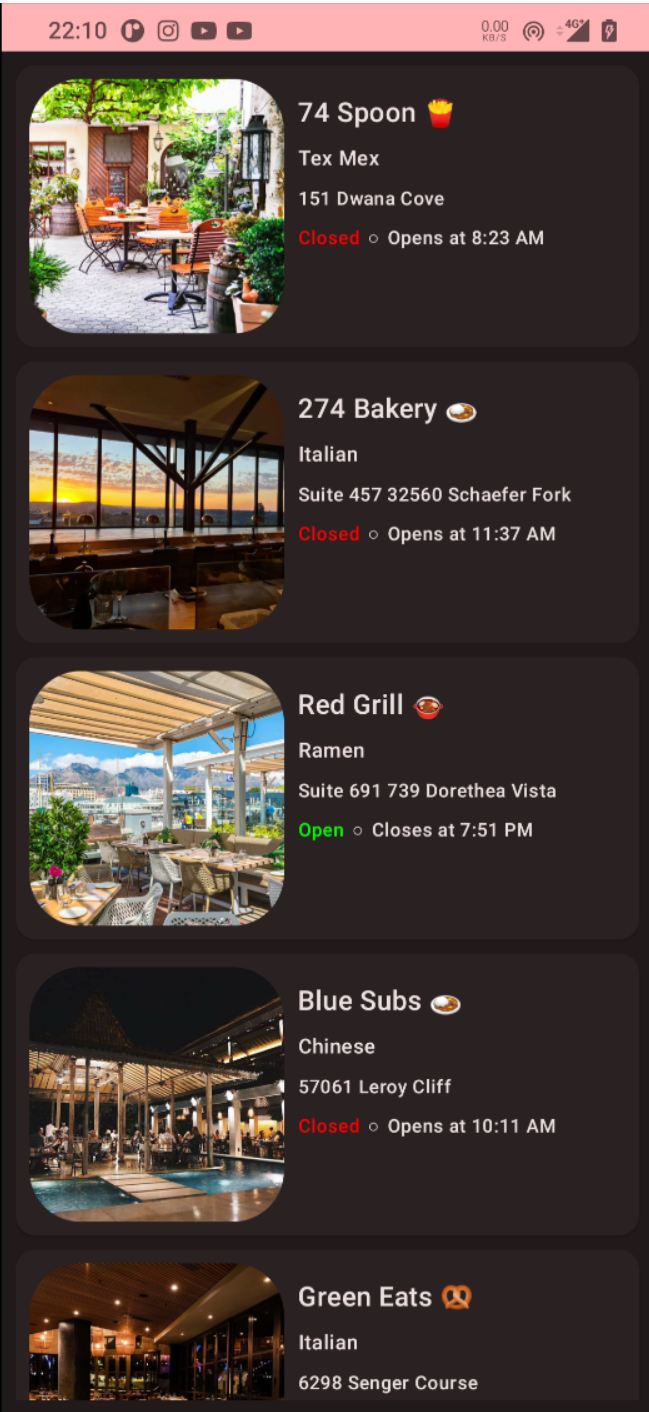 22:10
0.00
KB/S
4G+
74 Spoon 🍟
Tex Mex
151 Dwana Cove
Closed ○ Opens at 8:23 AM
274 Bakery 🍛
Italian
Suite 457 32560 Schaefer Fork
Closed ○ Opens at 11:37 AM
Red Grill 🍲
Ramen
Suite 691 739 Dorethea Vista
Open ○ Closes at 7:51 PM
Blue Subs 🍛
Chinese
57061 Leroy Cliff
Closed ○ Opens at 10:11 AM
Green Eats 🥨
Italian
6298 Senger Course